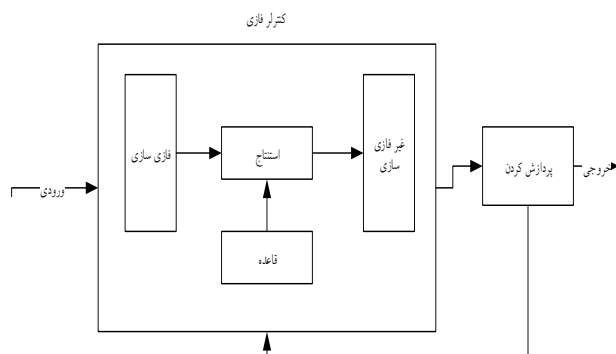 کنترلر فازی
ورودی
فازی سازی
استنتاج
غیر فازی
سازی
قاعده
پردازش کردن
خروجی